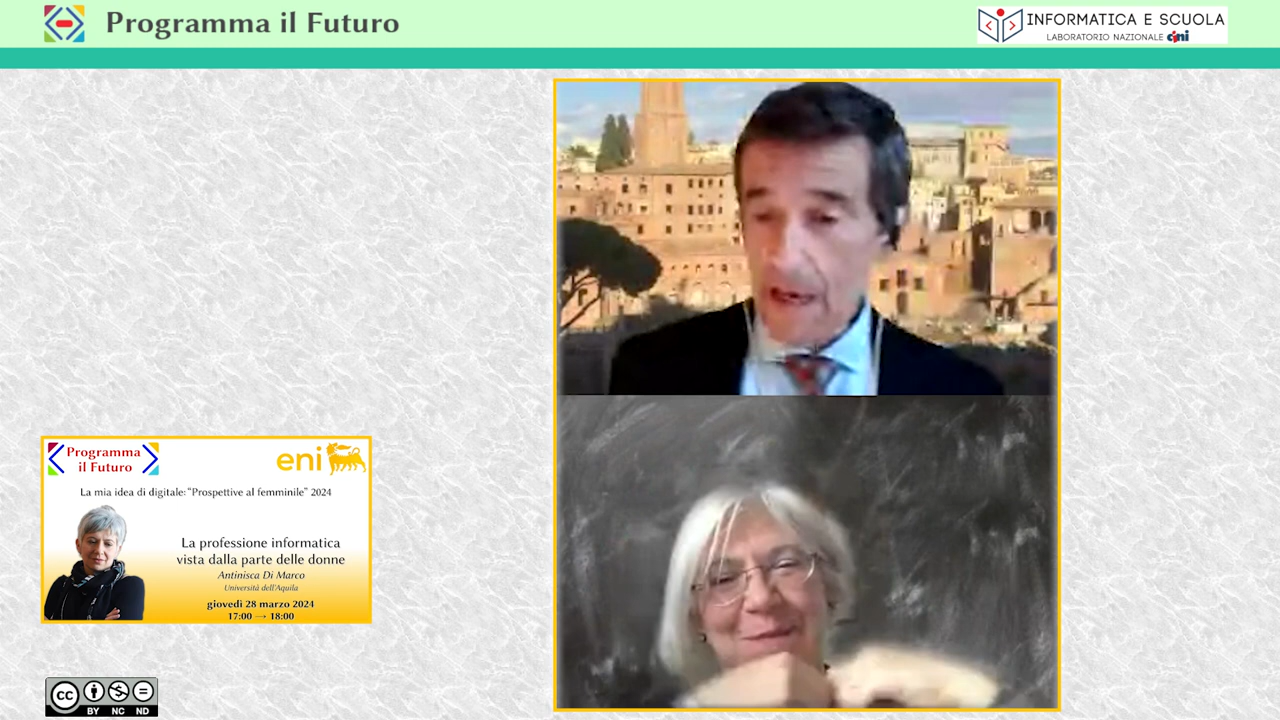 Programma il Futuro
INFORMATICA E SCUOLA
LABORATORIO NAZIONALE cini
Programma
il Futuro
eni
La mia idea di digitale: "Prospettive al femminile" 2024
La professione informatica
vista dalla parte delle donne
Antinisca Di Marco
Università dell'Aquila
giovedì 28 marzo 2024
17:00 → 18:00
cc
BY NC ND